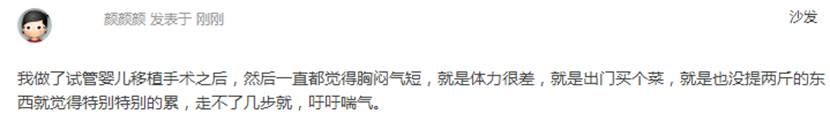 颜颜颜 发表于 刚刚 沙发
我做了试管婴儿移植手术之后，然后一直都觉得胸闷气短，就是体力很差，就是出门买个菜，就是也没提两斤的东
西就觉得特别特别的累，走不了几步就，吁吁喘气。